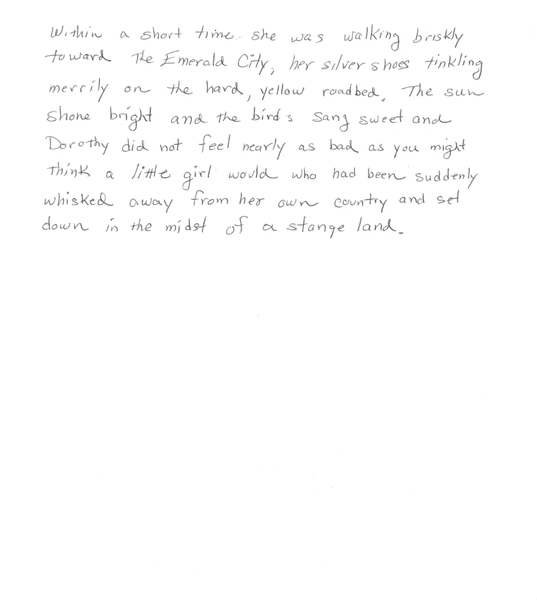 Within a short time she was walking briskly
toward The Emerald City, her silver shoes tinkling
merrily on the hard, yellow roadbed. The sun
shone bright and the birds sang sweet and
Dorothy did not feel nearly as bad as you might
think a little girl would who had been suddenly
whisked away from her own country and set
down in the midst of a stange land.